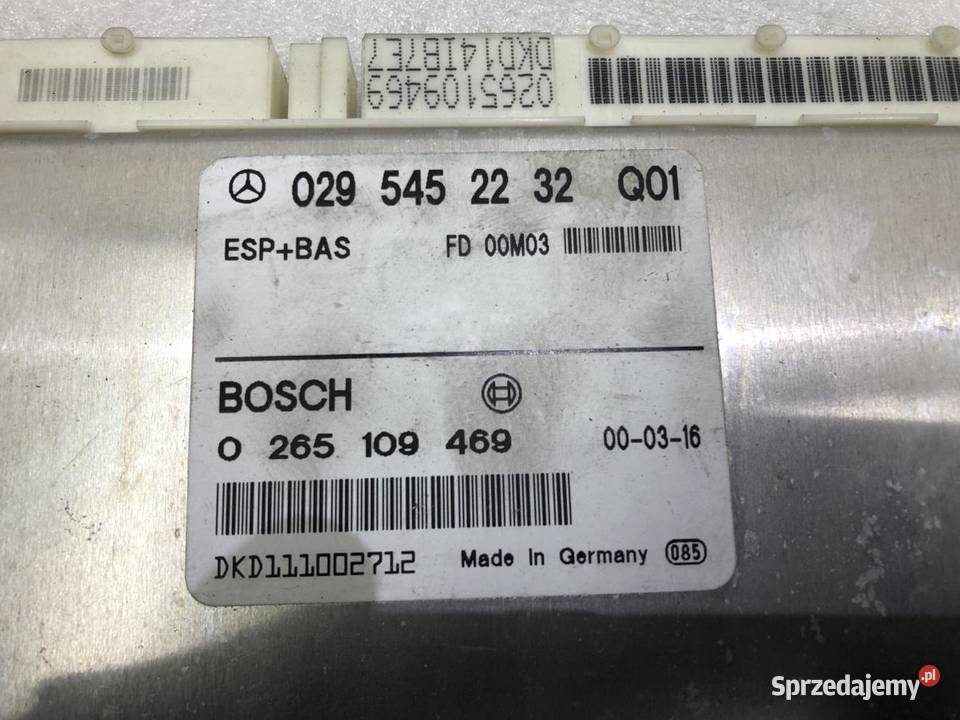 0265109469
DKD14IB7E7
029 545 22 32 Q01
ESP+BAS FD 00M03
BOSCH
0 265 109 469 00-03-16
DKD111002712 Made in Germany 085
Sprzedajemy.pl